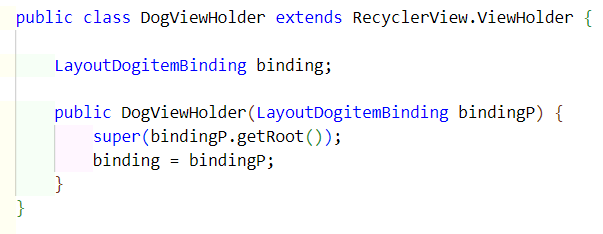 public class DogViewHolder extends RecyclerView.ViewHolder {
LayoutDogitemBinding binding;
public DogViewHolder(LayoutDogitemBinding bindingP) {
super(bindingP.getRoot());
binding = bindingP;
}
}